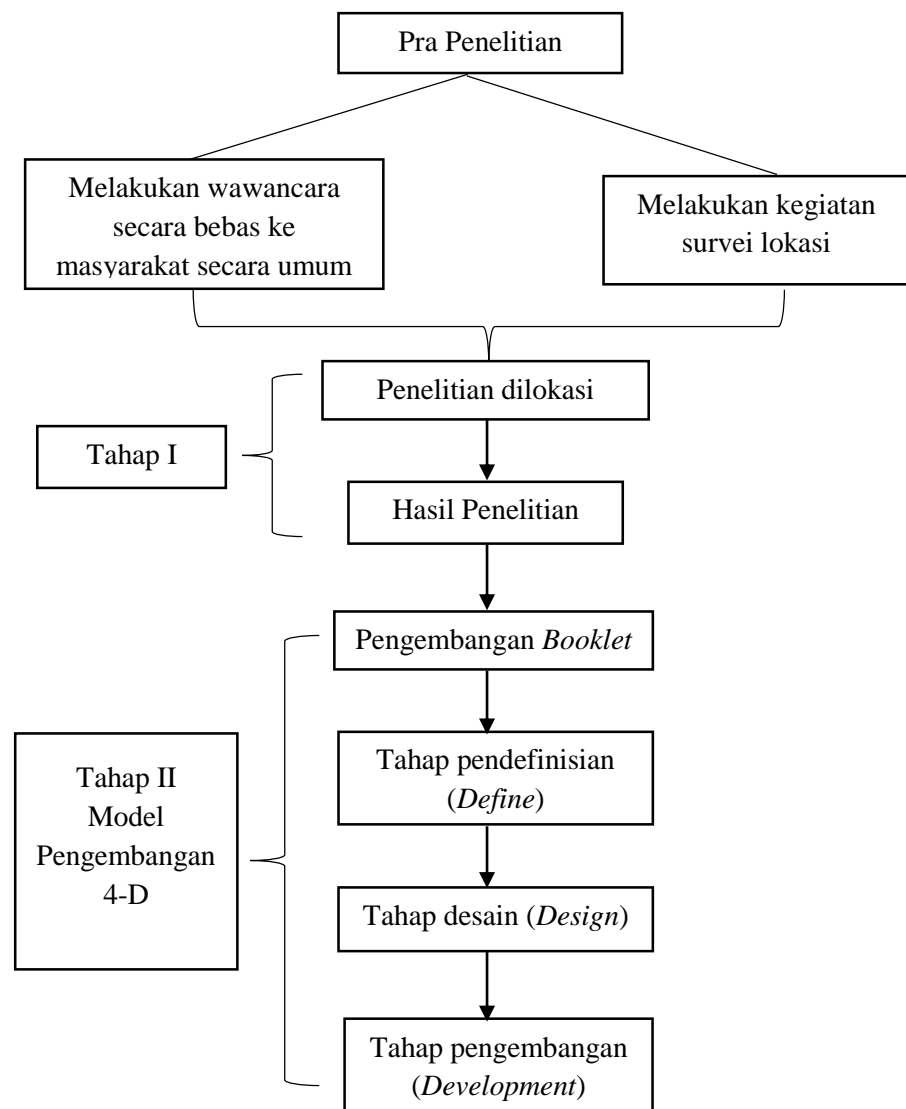 Pra Penelitian
Melakukan wawancara
secara bebas ke
masyarakat secara umum
Melakukan kegiatan
survei lokasi
Penelitian dilokasi
Tahap I
Hasil Penelitian
Pengembangan Booklet
Tahap II
Model
Pengembangan
4-D
Tahap pendefinisian
(Define)
Tahap desain (Design)
Tahap pengembangan
(Development)